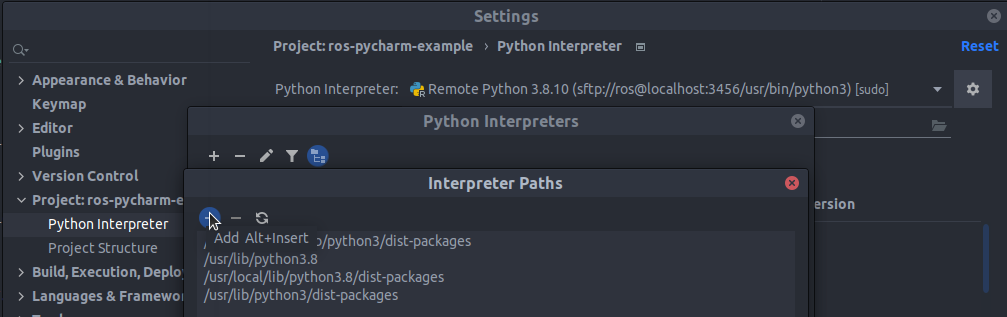 Settings
Project: ros-pycharm-example › Python Interpreter
Reset
Appearance & Behavior
Python Interpreter: Remote Python 3.8.10 (sftp://ros@localhost:3456/usr/bin/python3) [sudo]
Keymap
Editor
Python Interpreters
Plugins
Version Control
Interpreter Paths
Project: ros-pycharm-e
ersion
Python Interpreter
Add Alt+Insert
/python3/dist-packages
Project Structure
/usr/lib/python3.8
Build, Execution, Deplo
/usr/local/lib/python3.8/dist-packages
Languages & Framewor
/usr/lib/python3/dist-packages